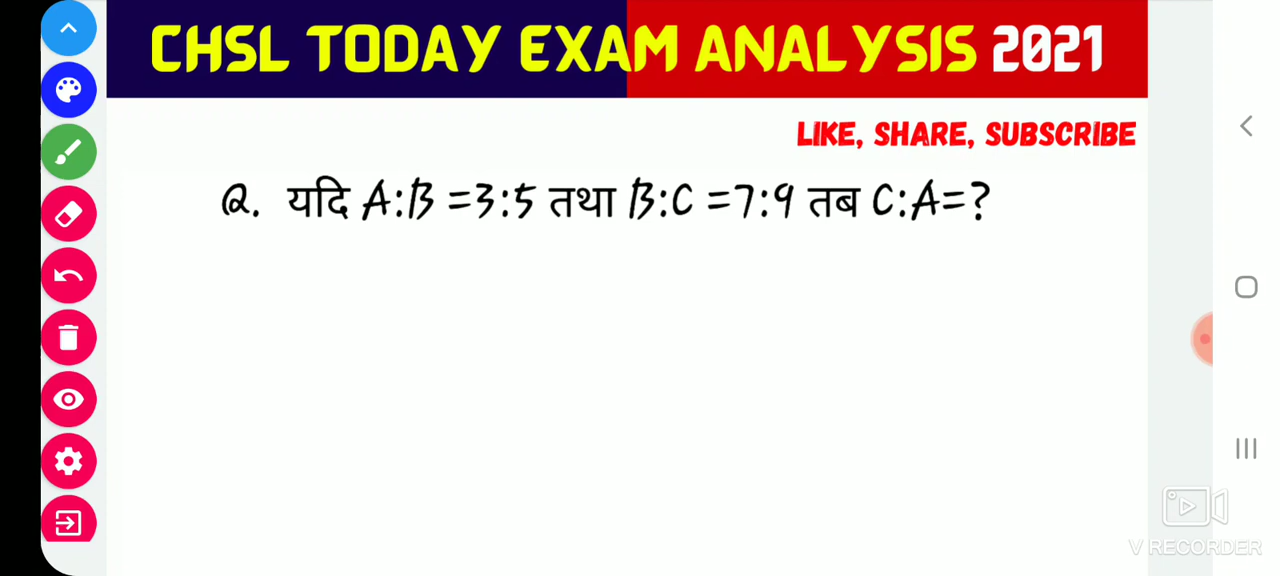 CHSL TODAY EXAM ANALYSIS 2021
LIKE, SHARE, SUBSCRIBE
Q. यदि A:B =3:5 तथा B:C =7:9 तब C:A=?
V RECORDER